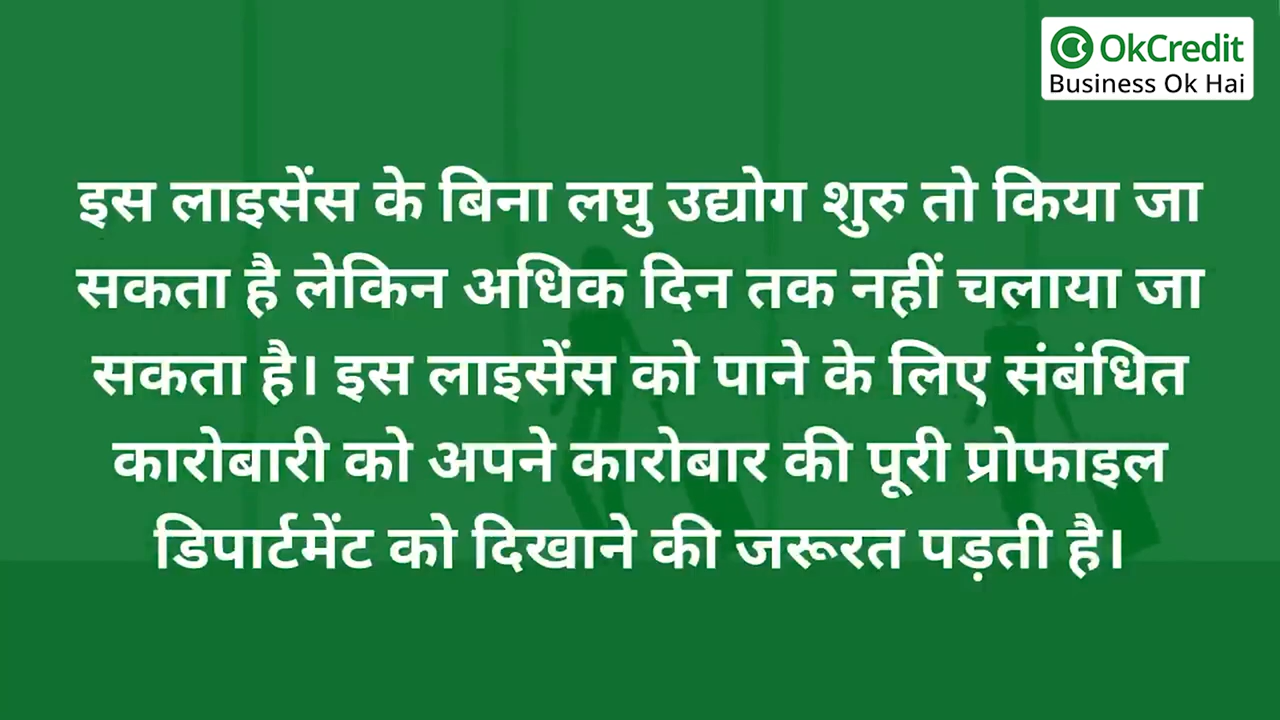 OkCredit
Business Ok Hai
इस लाइसेंस के बिना लघु उद्योग शुरु तो किया जा
सकता है लेकिन अधिक दिन तक नहीं चलाया जा
सकता है। इस लाइसेंस को पाने के लिए संबंधित
कारोबारी को अपने कारोबार की पूरी प्रोफाइल
डिपार्टमेंट को दिखाने की जरूरत पड़ती है।